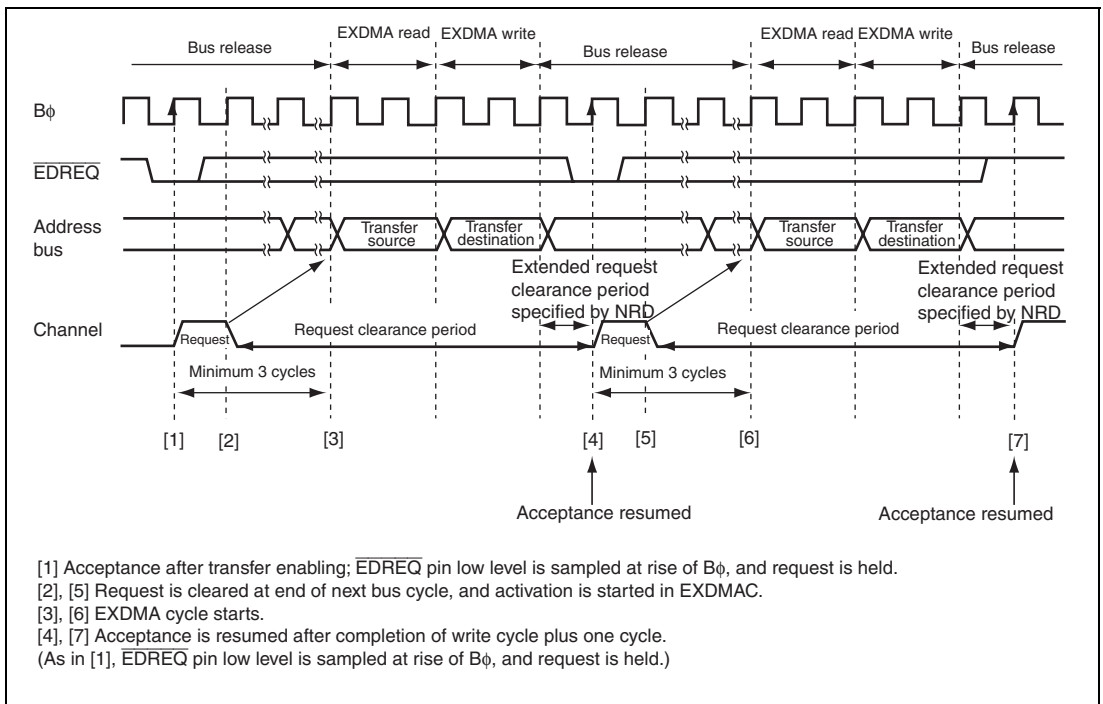 Bus release
EXDMA read
EXDMA write
Bus release
EXDMA read
EXDMA write
Bus release
Bφ
EDREQ
Address
bus
Transfer
source
Transfer
destination
Transfer
source
Transfer
destination
Extended request
clearance period
specified by NRD
Extended request
clearance period
specified by NRD
Channel
Request
Request clearance period
Request
Request clearance period
Minimum 3 cycles
Minimum 3 cycles
[1] [2] [3] [4] [5] [6] [7]
Acceptance resumed
Acceptance resumed
[1] Acceptance after transfer enabling; EDREQ pin low level is sampled at rise of Bφ, and request is held.
[2], [5] Request is cleared at end of next bus cycle, and activation is started in EXDMAC.
[3], [6] EXDMA cycle starts.
[4], [7] Acceptance is resumed after completion of write cycle plus one cycle.
(As in [1], EDREQ pin low level is sampled at rise of Bφ, and request is held.)